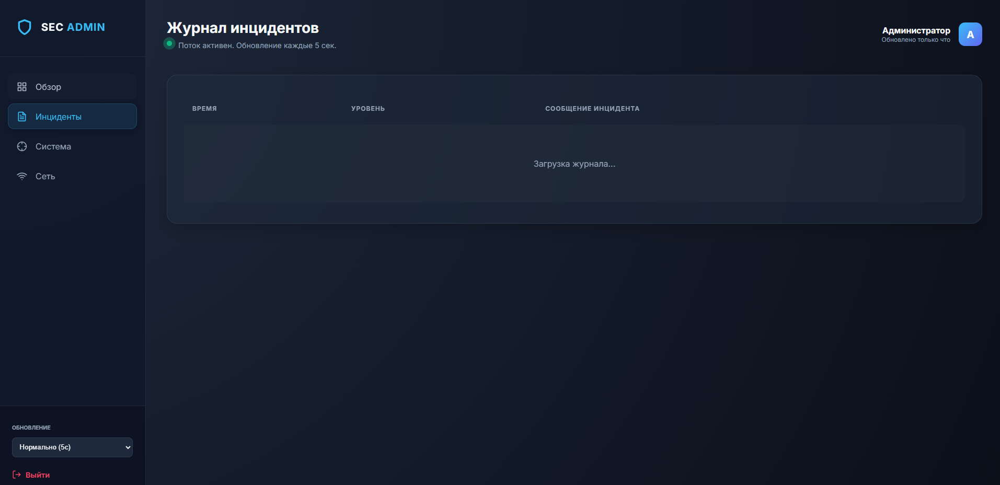 SEC ADMIN
Обзор
Инциденты
Система
Сеть
ОБНОВЛЕНИЕ
Нормально (5с)
Выйти
Журнал инцидентов
Поток активен. Обновление каждые 5 сек.
Администратор
Обновлено только что
A
ВРЕМЯ УРОВЕНЬ СООБЩЕНИЕ ИНЦИДЕНТА
Загрузка журнала...